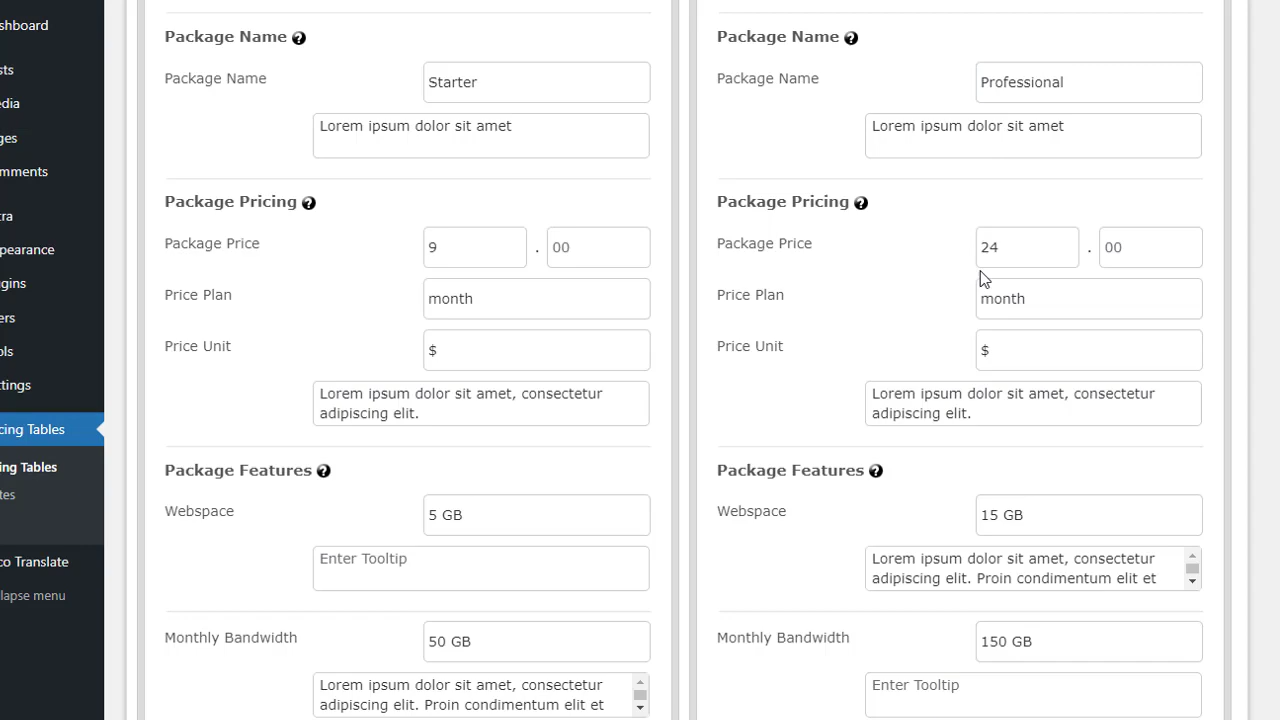 shboard
sts
edia
ges
mments
tra
pearance
gins
ers
ols
ttings
cing Tables
ing Tables
tes
co Translate
lapse menu
Package Name ?
Package Name Starter
Lorem ipsum dolor sit amet
Package Pricing ?
Package Price 9 . 00
Price Plan month
Price Unit $
Lorem ipsum dolor sit amet, consectetur
adipiscing elit.
Package Features ?
Webspace 5 GB
Enter Tooltip
Monthly Bandwidth 50 GB
Lorem ipsum dolor sit amet, consectetur
adipiscing elit. Proin condimentum elit et
Package Name ?
Package Name Professional
Lorem ipsum dolor sit amet
Package Pricing ?
Package Price 24 . 00
Price Plan month
Price Unit $
Lorem ipsum dolor sit amet, consectetur
adipiscing elit.
Package Features ?
Webspace 15 GB
Lorem ipsum dolor sit amet, consectetur
adipiscing elit. Proin condimentum elit et
Monthly Bandwidth 150 GB
Enter Tooltip